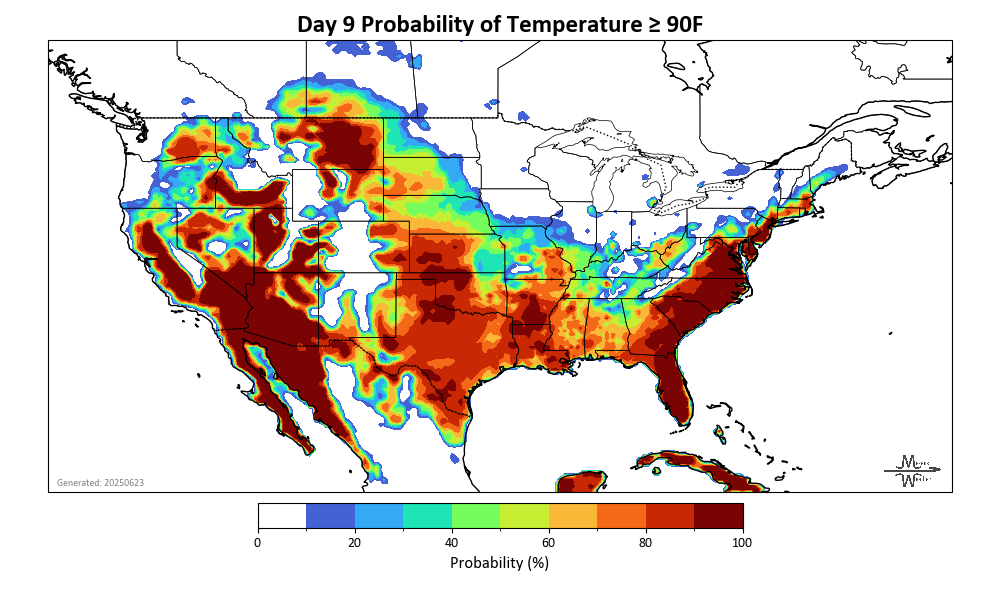 Day 9 Probability of Temperature ≥ 90F
Generated: 20250623
0 20 40 60 80 100
Probability (%)